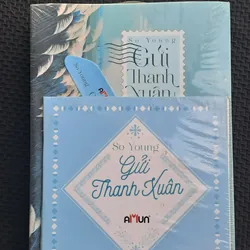 So Young
Gửi
Thanh
Xuân
So Young
Gửi
Thanh Xuân
AMUN